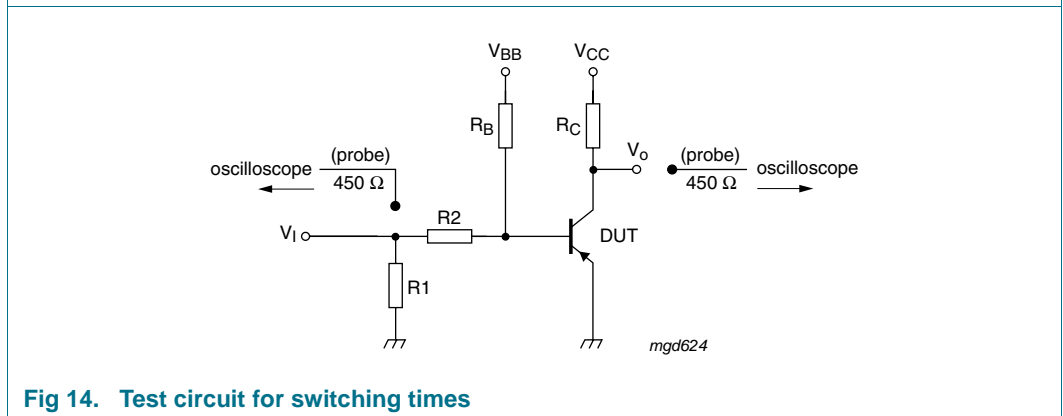 VBB VCC
RB RC
oscilloscope (probe) 450 Ω
Vo (probe) 450 Ω oscilloscope
VI R2 DUT
R1
mgd624
Fig 14. Test circuit for switching times